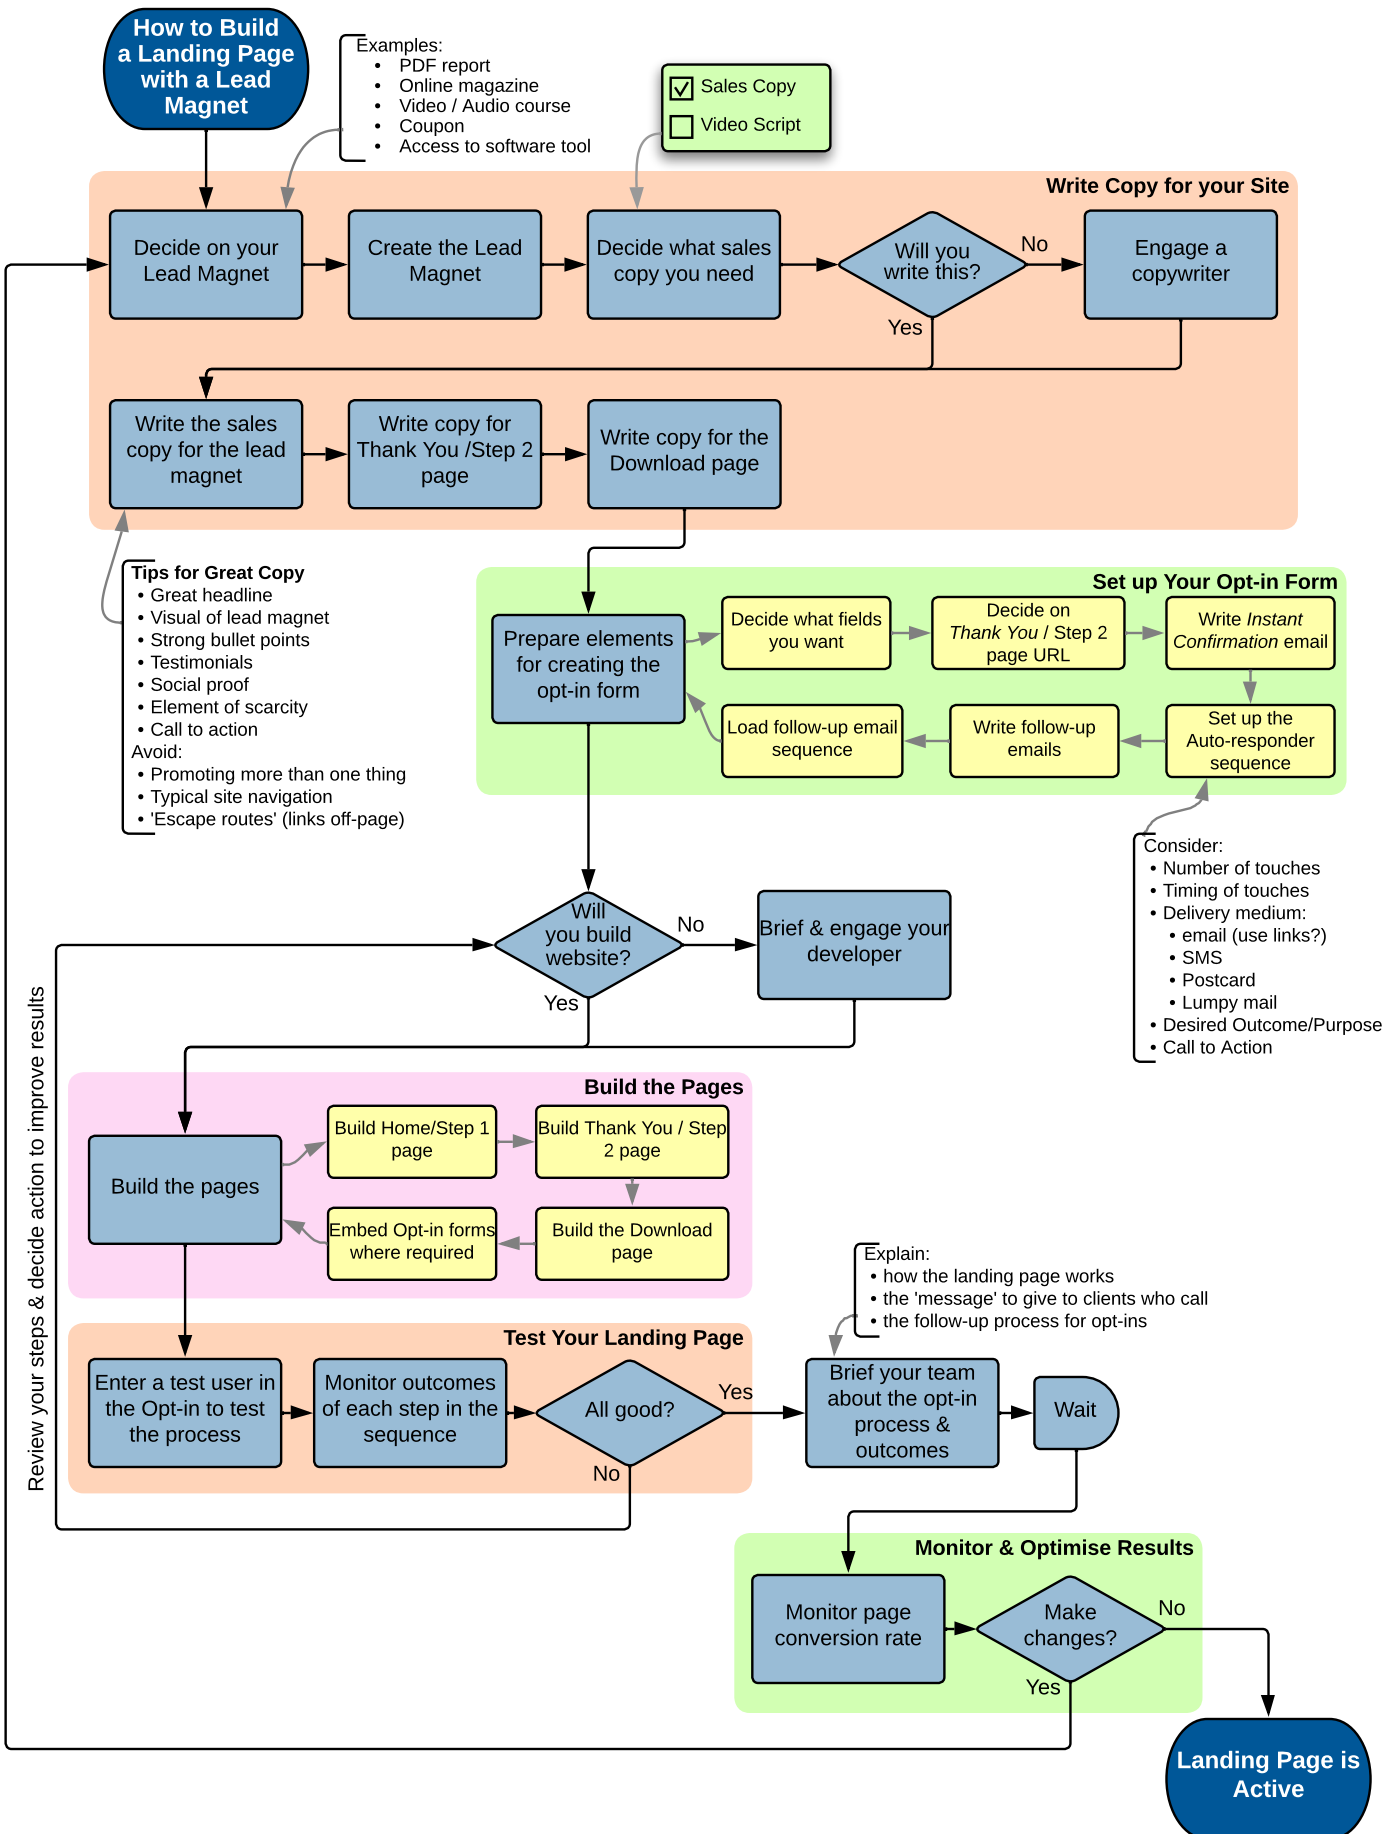 How to Build
a Landing Page
with a Lead
Magnet
Examples:
• PDF report
• Online magazine
• Video / Audio course
• Coupon
• Access to software tool
Sales Copy
Video Script
Write Copy for your Site
Decide on your
Lead Magnet
Create the Lead
Magnet
Decide what sales
copy you need
Will you
write this?
No
Yes
Engage a
copywriter
Write the sales
copy for the lead
magnet
Write copy for
Thank You /Step 2
page
Write copy for the
Download page
Tips for Great Copy
• Great headline
• Visual of lead magnet
• Strong bullet points
• Testimonials
• Social proof
• Element of scarcity
• Call to action
Avoid:
• Promoting more than one thing
• Typical site navigation
• 'Escape routes' (links off-page)
Set up Your Opt-in Form
Prepare elements
for creating the
opt-in form
Decide what fields
you want
Decide on
Thank You / Step 2
page URL
Write Instant
Confirmation email
Load follow-up email
sequence
Write follow-up
emails
Set up the
Auto-responder
sequence
Consider:
• Number of touches
• Timing of touches
• Delivery medium:
• email (use links?)
• SMS
• Postcard
• Lumpy mail
• Desired Outcome/Purpose
• Call to Action
Will
you build
website?
No
Yes
Brief & engage your
developer
Review your steps & decide action to improve results
Build the Pages
Build the pages
Build Home/Step 1
page
Build Thank You / Step
2 page
Embed Opt-in forms
where required
Build the Download
page
Explain:
• how the landing page works
• the 'message' to give to clients who call
• the follow-up process for opt-ins
Test Your Landing Page
Enter a test user in
the Opt-in to test
the process
Monitor outcomes
of each step in the
sequence
All good?
Yes
No
Brief your team
about the opt-in
process &
outcomes
Wait
Monitor & Optimise Results
Monitor page
conversion rate
Make
changes?
No
Yes
Landing Page is
Active